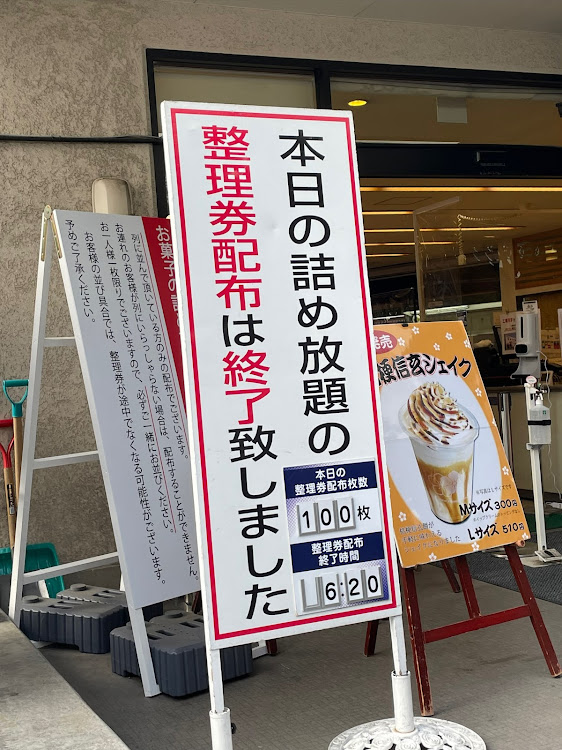 本日の詰め放題の
整理券配布は終了致しました
本日の
整理券配布枚数
100枚
整理券配布
終了時間
6:20
お菓子の詰
列に並んで頂いている方のみの配布でございます。
お連れのお客様が列にいらっしゃらない場合は、配布することができません
お一人様一枚限りでございますので、必ずご一緒にお並びください。
お客様の並び具合では、整理券が途中でなくなる可能性がございます。
予めご了承ください。
発売
信玄シェイク
Mサイズ 300円
Lサイズ 510円